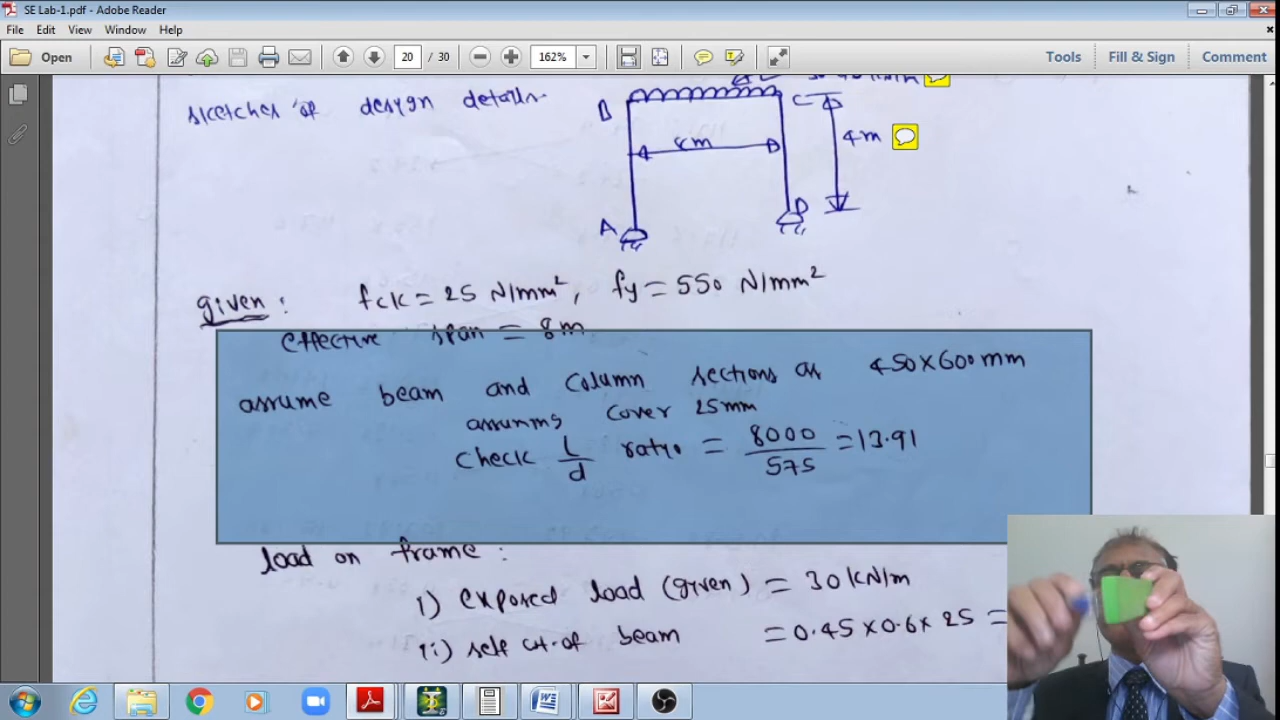 SE Lab-1.pdf - Adobe Reader
File Edit View Window Help
Open 20 / 30 162% Tools Fill & Sign Comment
sketches of design details.
B C
8m 4m
A D
given: fck = 25 N/mm², fy = 550 N/mm²
effective span = 8m
assume beam and column sections as 450x600mm
assuming cover 25mm
check L/d ratio = 8000/575 = 13.91
load on frame:
i) exposed load (given) = 30 kN/m
ii) self wt. of beam = 0.45 x 0.6 x 25 =